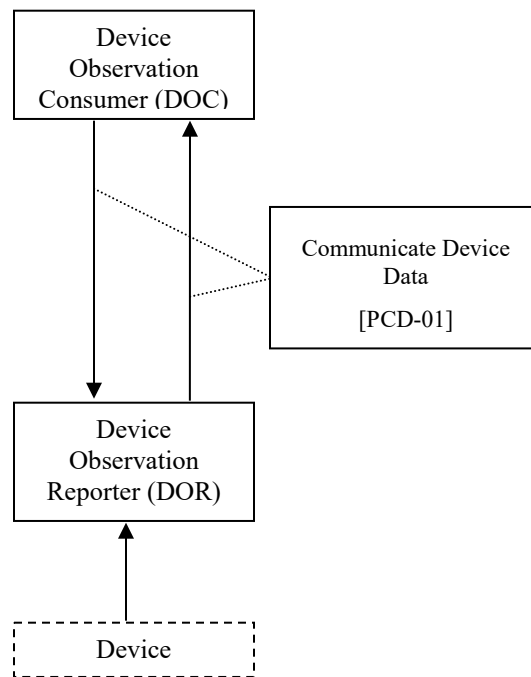 Device
Observation
Consumer (DOC)
Communicate Device
Data
[PCD-01]
Device
Observation
Reporter (DOR)
Device